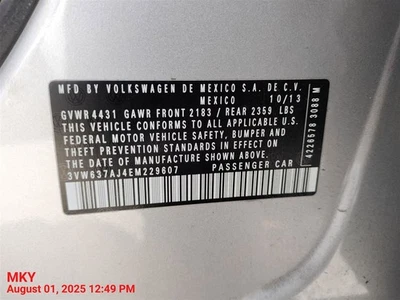 MFD BY VOLKSWAGEN DE MEXICO S.A. DE C.V.
MEXICO 10/13
GVWR 4431 GAWR FRONT 2183 / REAR 2359 LBS
THIS VEHICLE CONFORMS TO ALL APPLICABLE U.S.
FEDERAL MOTOR VEHICLE SAFETY, BUMPER, AND
THEFT PREVENTION STANDARDS IN EFFECT ON THE
DATE OF MANUFACTURE SHOWN ABOVE.
3VW637AJ4EM229607 PASSENGER CAR
4226578 3088 M
MKY
August 01, 2025 12:49 PM